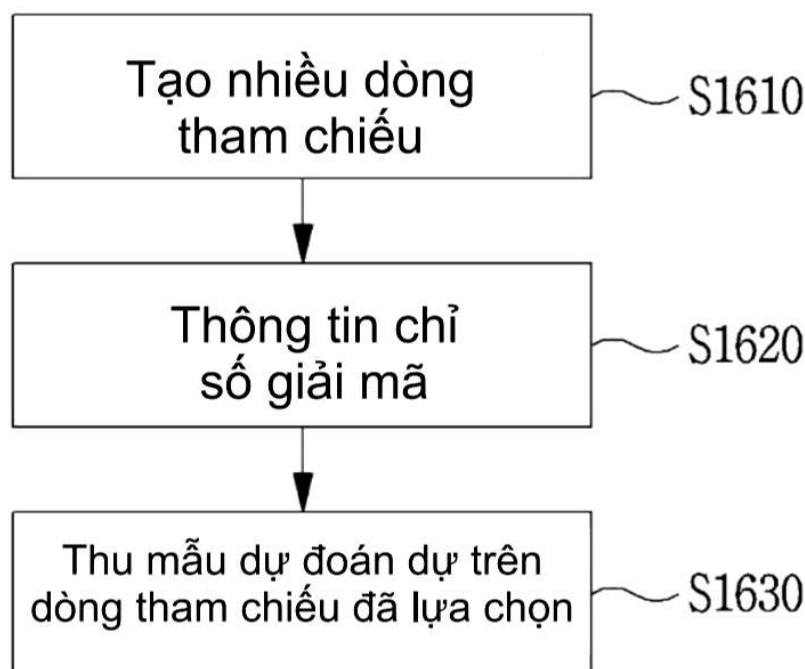 Tạo nhiều dòng
tham chiếu
S1610
Thông tin chỉ
số giải mã
S1620
Thu mẫu dự đoán dự trên
dòng tham chiếu đã lựa chọn
S1630